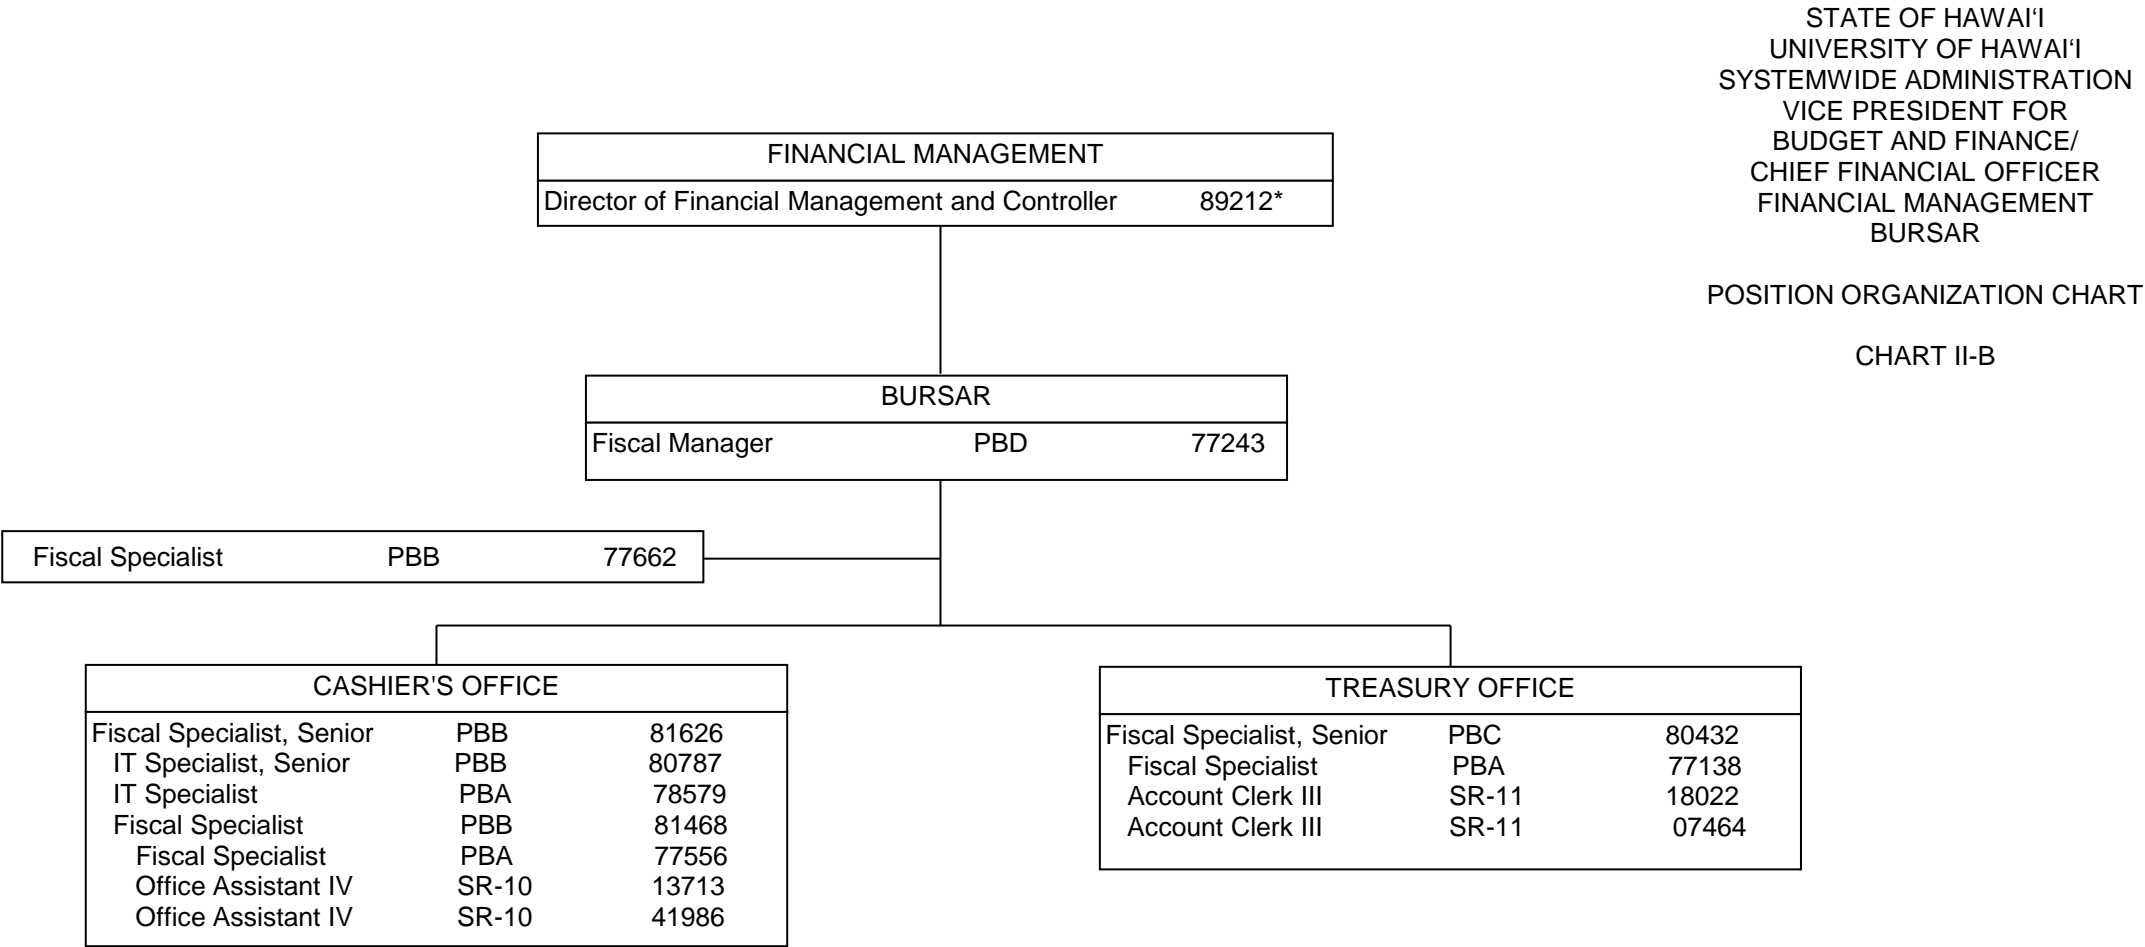 STATE OF HAWAI‘I
UNIVERSITY OF HAWAI‘I
SYSTEMWIDE ADMINISTRATION
VICE PRESIDENT FOR
BUDGET AND FINANCE/
CHIEF FINANCIAL OFFICER
FINANCIAL MANAGEMENT
BURSAR
POSITION ORGANIZATION CHART
CHART II-B
FINANCIAL MANAGEMENT
Director of Financial Management and Controller 89212*
BURSAR
Fiscal Manager PBD 77243
Fiscal Specialist PBB 77662
CASHIER'S OFFICE
Fiscal Specialist, Senior PBB 81626
IT Specialist, Senior PBB 80787
IT Specialist PBA 78579
Fiscal Specialist PBB 81468
Fiscal Specialist PBA 77556
Office Assistant IV SR-10 13713
Office Assistant IV SR-10 41986
TREASURY OFFICE
Fiscal Specialist, Senior PBC 80432
Fiscal Specialist PBA 77138
Account Clerk III SR-11 18022
Account Clerk III SR-11 07464